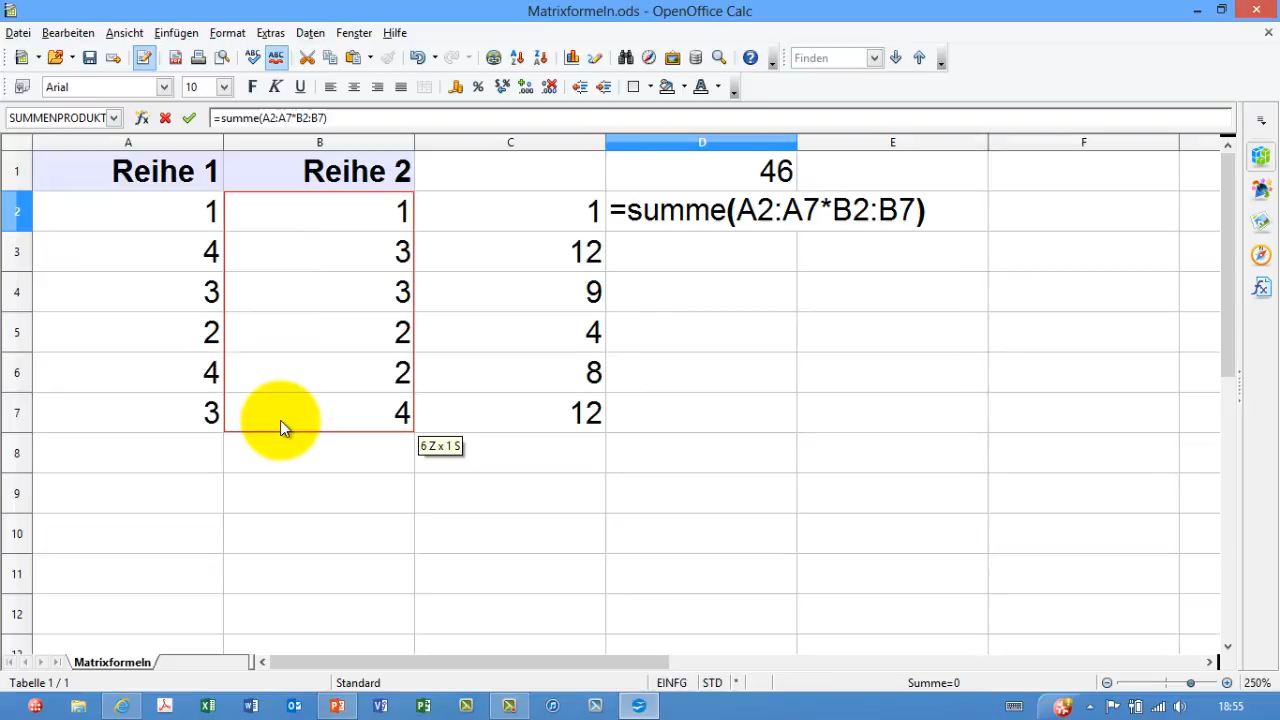 Matrixformeln.ods - OpenOffice Calc
Datei Bearbeiten Ansicht Einfügen Format Extras Daten Fenster Hilfe
Finden
Arial 10 F K U
SUMMENPRODUKT =summe(A2:A7*B2:B7)
A B C D E F
1 Reihe 1 Reihe 2 46
2 1 1 1 =summe(A2:A7*B2:B7)
3 4 3 12
4 3 3 9
5 2 2 4
6 4 2 8
7 3 4 12
6 Z x 1 S
8
9
10
11
12
Matrixformeln
Tabelle 1 / 1 Standard EINFG STD * Summe=0 250%
18:55